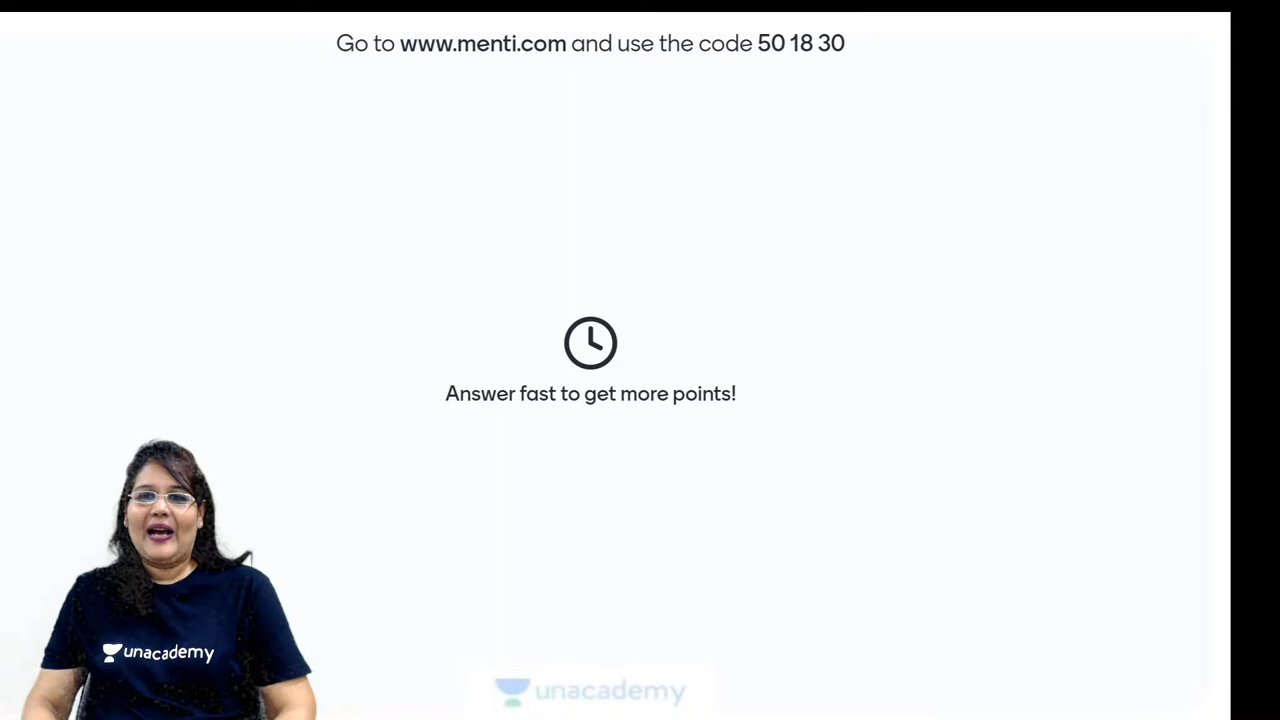 Go to www.menti.com and use the code 50 18 30
Answer fast to get more points!
unacademy
unacademy